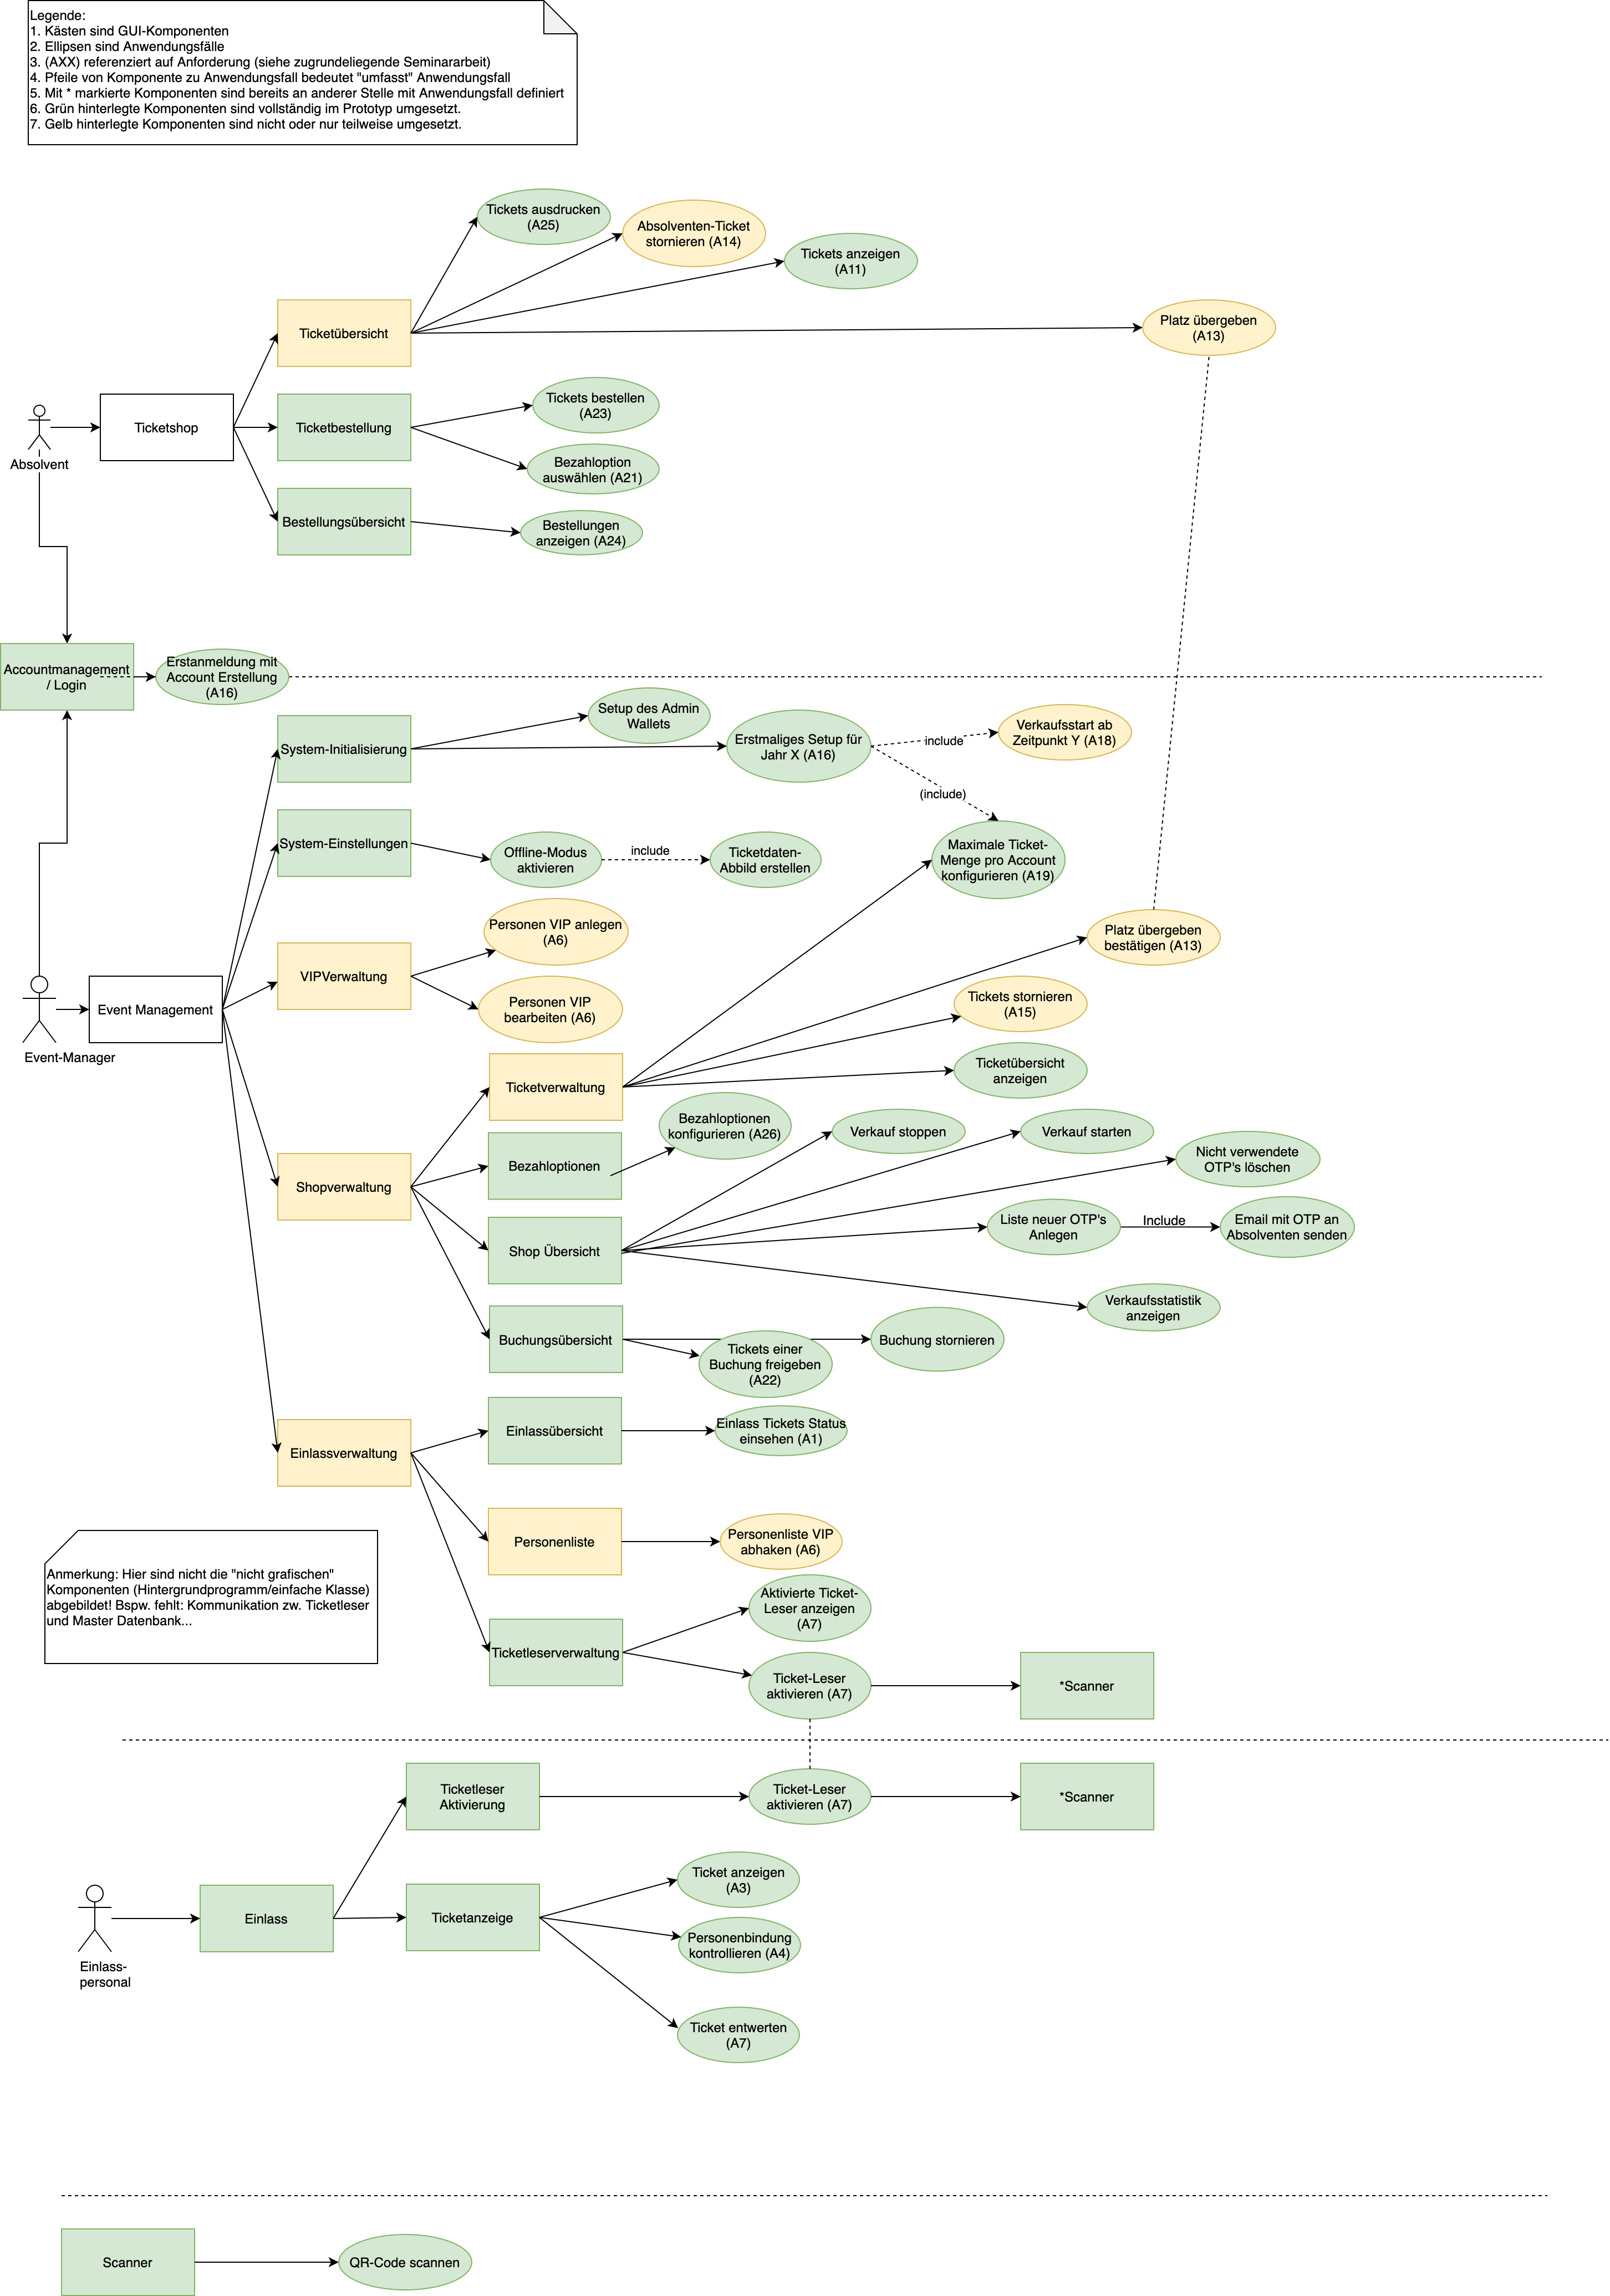 Legende:
1. Kästen sind GUI-Komponenten
2. Ellipsen sind Anwendungsfälle
3. (AXX) referenziert auf Anforderung (siehe zugrundeliegende Seminararbeit)
4. Pfeile von Komponente zu Anwendungsfall bedeutet "umfasst" Anwendungsfall
5. Mit * markierte Komponenten sind bereits an anderer Stelle mit Anwendungsfall definiert
6. Grün hinterlegte Komponenten sind vollständig im Prototyp umgesetzt.
7. Gelb hinterlegte Komponenten sind nicht oder nur teilweise umgesetzt.
Tickets ausdrucken
(A25)
Absolventen-Ticket
stornieren (A14)
Tickets anzeigen
(A11)
Ticketübersicht
Platz übergeben
(A13)
Absolvent
Ticketshop
Ticketbestellung
Tickets bestellen
(A23)
Bezahloption
auswählen (A21)
Bestellungsübersicht
Bestellungen
anzeigen (A24)
Accountmanagement
/ Login
Erstanmeldung mit
Account Erstellung
(A16)
System-Initialisierung
Setup des Admin
Wallets
Erstmaliges Setup für
Jahr X (A16)
include
Verkaufsstart ab
Zeitpunkt Y (A18)
(include)
Maximale Ticket-
Menge pro Account
konfigurieren (A19)
System-Einstellungen
Offline-Modus
aktivieren
include
Ticketdaten-
Abbild erstellen
VIPVerwaltung
Personen VIP anlegen
(A6)
Personen VIP
bearbeiten (A6)
Platz übergeben
bestätigen (A13)
Event-Manager
Event Management
Tickets stornieren
(A15)
Ticketverwaltung
Ticketübersicht
anzeigen
Shopverwaltung
Bezahloptionen
Bezahloptionen
konfigurieren (A26)
Verkauf stoppen
Verkauf starten
Nicht verwendete
OTP's löschen
Shop Übersicht
Liste neuer OTP's
Anlegen
Include
Email mit OTP an
Absolventen senden
Verkaufsstatistik
anzeigen
Buchungsübersicht
Tickets einer
Buchung freigeben
(A22)
Buchung stornieren
Einlassverwaltung
Einlassübersicht
Einlass Tickets Status
einsehen (A1)
Personenliste
Personenliste VIP
abhaken (A6)
Anmerkung: Hier sind nicht die "nicht grafischen"
Komponenten (Hintergrundprogramm/einfache Klasse)
abgebildet! Bspw. fehlt: Kommunikation zw. Ticketleser
und Master Datenbank...
Ticketleserverwaltung
Aktivierte Ticket-
Leser anzeigen
(A7)
Ticket-Leser
aktivieren (A7)
*Scanner
Ticketleser
Aktivierung
Ticket-Leser
aktivieren (A7)
*Scanner
Einlass-
personal
Einlass
Ticketanzeige
Ticket anzeigen
(A3)
Personenbindung
kontrollieren (A4)
Ticket entwerten
(A7)
Scanner
QR-Code scannen